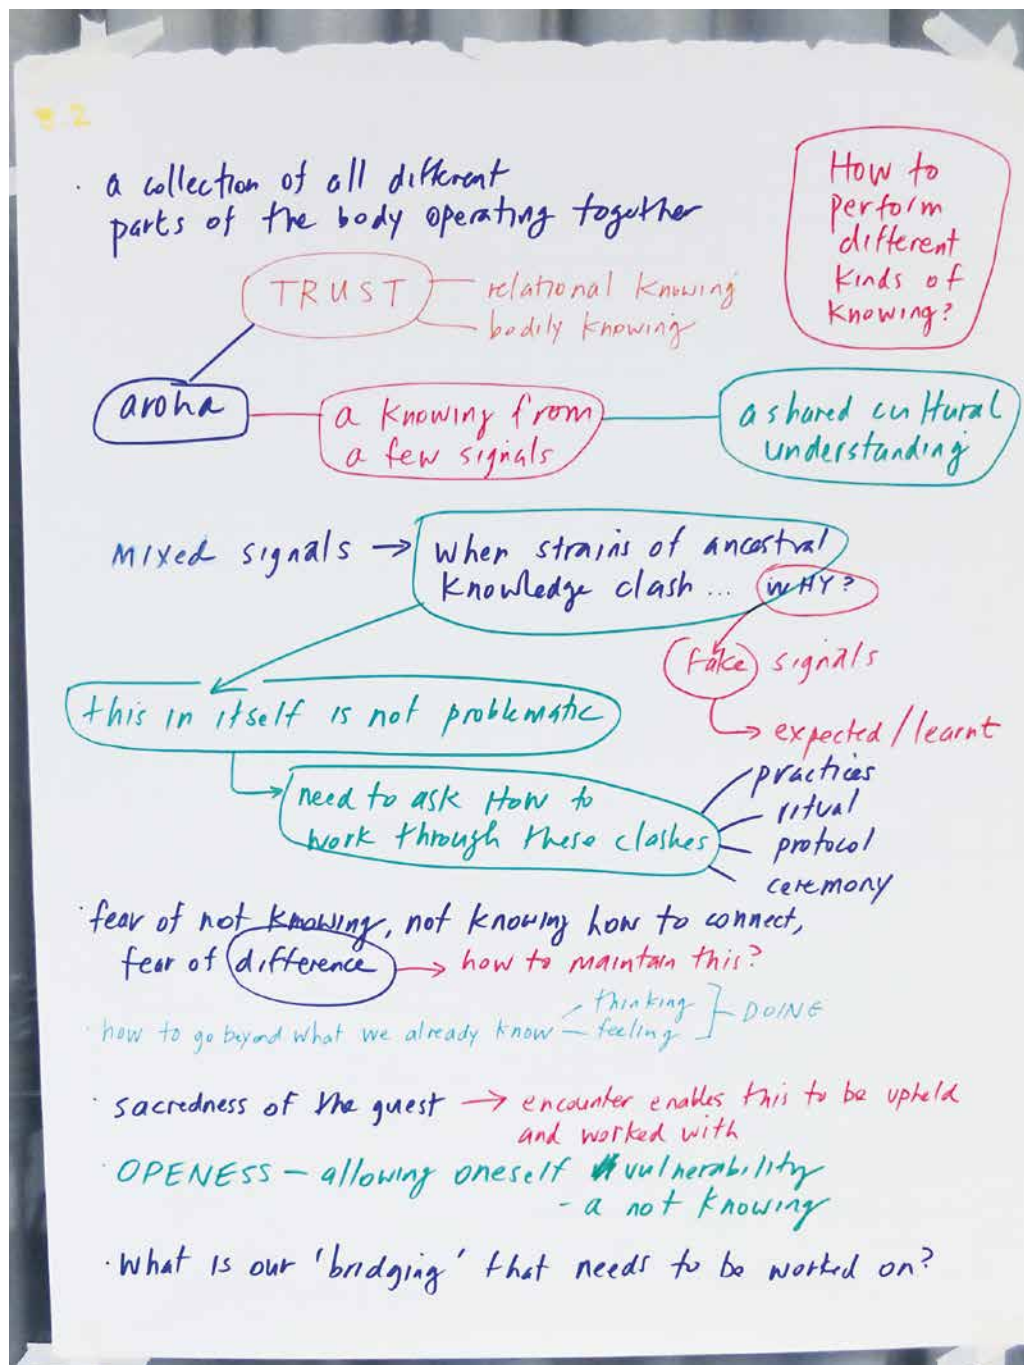 · a collection of all different
parts of the body operating together
How to
perform
different
kinds of
knowing?
TRUST
relational knowing
bodily knowing
aroha
a knowing from
a few signals
a shared cultural
understanding
Mixed signals →
when strains of ancestral
knowledge clash ... WHY?
fake signals
→ expected/learnt
this in itself is not problematic
need to ask How to
work through these clashes
practices
ritual
protocol
ceremony
· fear of not knowing, not knowing how to connect,
fear of difference → how to maintain this?
· how to go beyond what we already know
thinking
feeling
DOING
· sacredness of the guest → encounter enables this to be upheld
and worked with
· OPENESS – allowing oneself vulnerability
- a not knowing
· What is our 'bridging' that needs to be worked on?